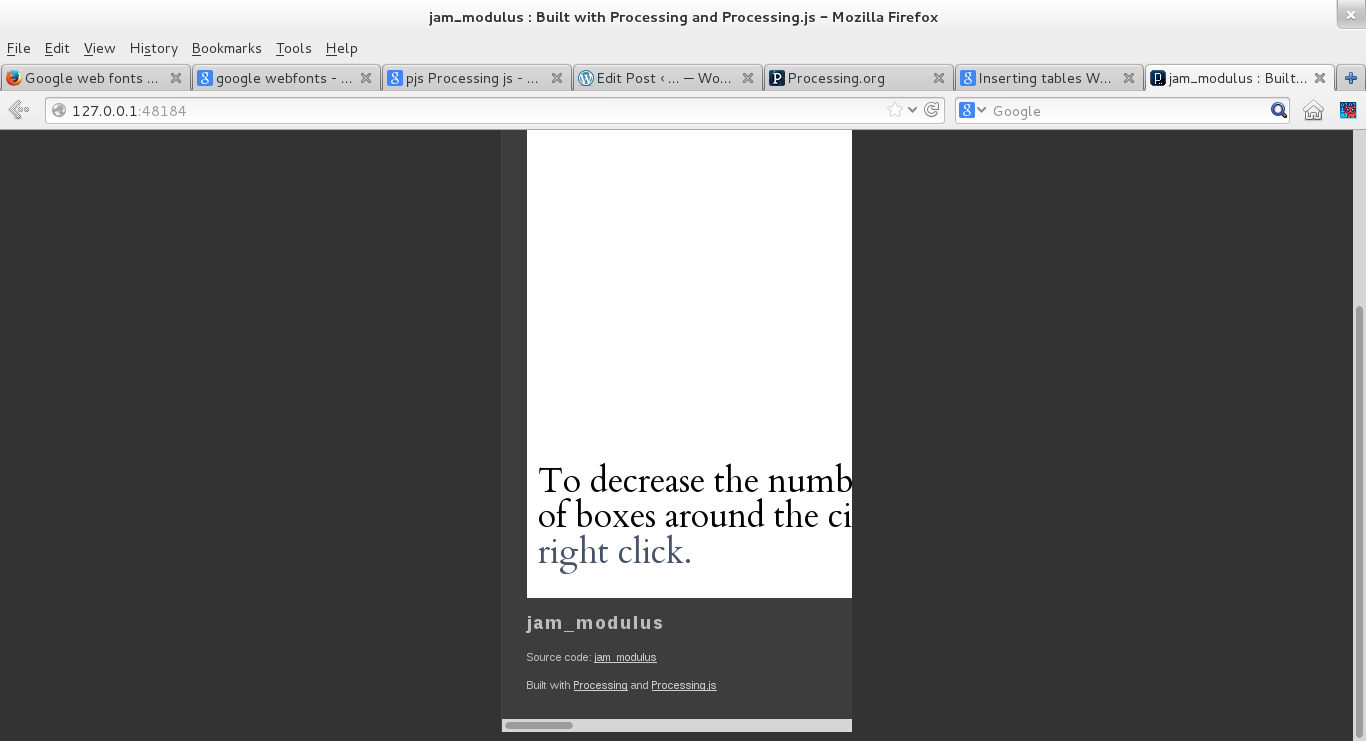 jam_modulus : Built with Processing and Processing.js - Mozilla Firefox
File Edit View History Bookmarks Tools Help
Google web fonts ... google webfonts - ... pjs Processing js - ... Edit Post ‹ ... — Wo... Processing.org Inserting tables W... jam_modulus : Built...
127.0.0.1:48184 Google
To decrease the numb
of boxes around the ci
right click.
jam_modulus
Source code: jam_modulus
Built with Processing and Processing.js